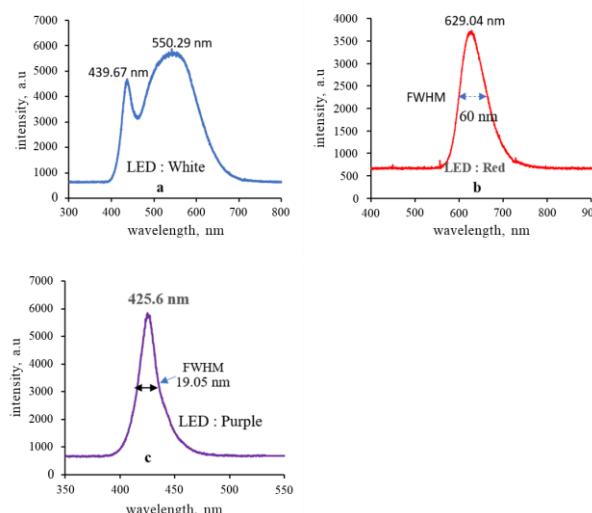 7000
6000
5000
4000
3000
2000
1000
0
intensity, a.u
439.67 nm
550.29 nm
LED : White
a
300 400 500 600 700 800
wavelength, nm
4000
3500
3000
2500
2000
1500
1000
500
0
intensity, a.u
629.04 nm
FWHM
60 nm
LED : Red
b
400 500 600 700 800 900
wavelength, nm
7000
6000
5000
4000
3000
2000
1000
0
intensity, a.u
425.6 nm
FWHM
19.05 nm
LED : Purple
c
350 400 450 500 550
wavelength, nm